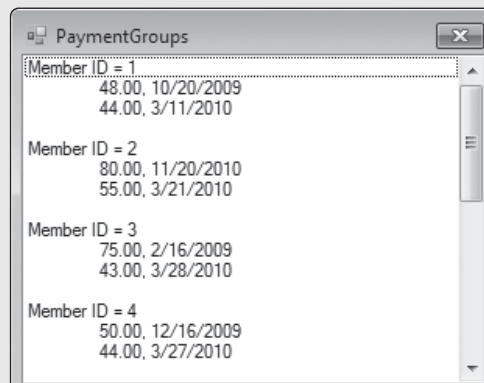 PaymentGroups
Member ID = 1
48.00, 10/20/2009
44.00, 3/11/2010
Member ID = 2
80.00, 11/20/2010
55.00, 3/21/2010
Member ID = 3
75.00, 2/16/2009
43.00, 3/28/2010
Member ID = 4
50.00, 12/16/2009
44.00, 3/27/2010